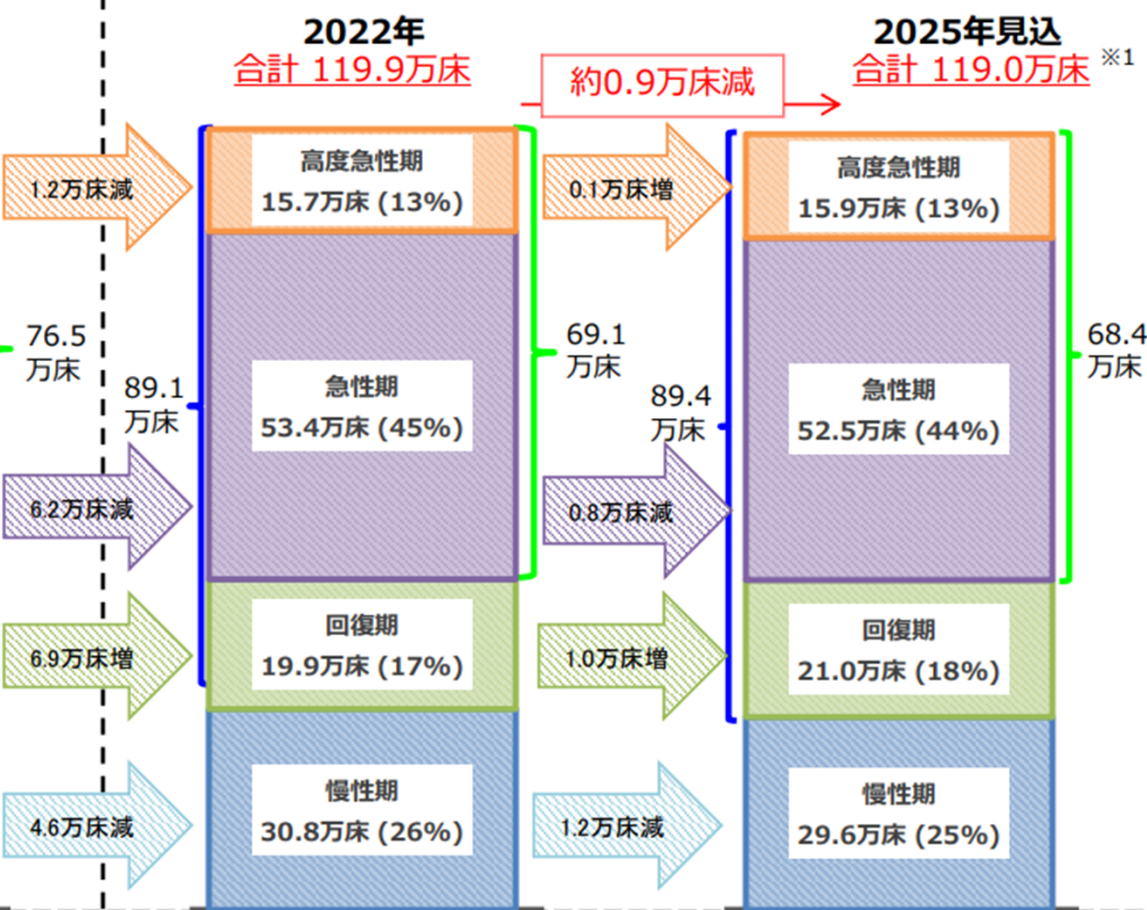 2022年
合計 119.9万床
約0.9万床減
2025年見込
合計 119.0万床
※1
1.2万床減
高度急性期
15.7万床 (13%)
0.1万床増
高度急性期
15.9万床 (13%)
76.5
万床
89.1
万床
急性期
53.4万床 (45%)
69.1
万床
89.4
万床
急性期
52.5万床 (44%)
68.4
万床
6.2万床減
0.8万床減
6.9万床増
回復期
19.9万床 (17%)
1.0万床増
回復期
21.0万床 (18%)
4.6万床減
慢性期
30.8万床 (26%)
1.2万床減
慢性期
29.6万床 (25%)